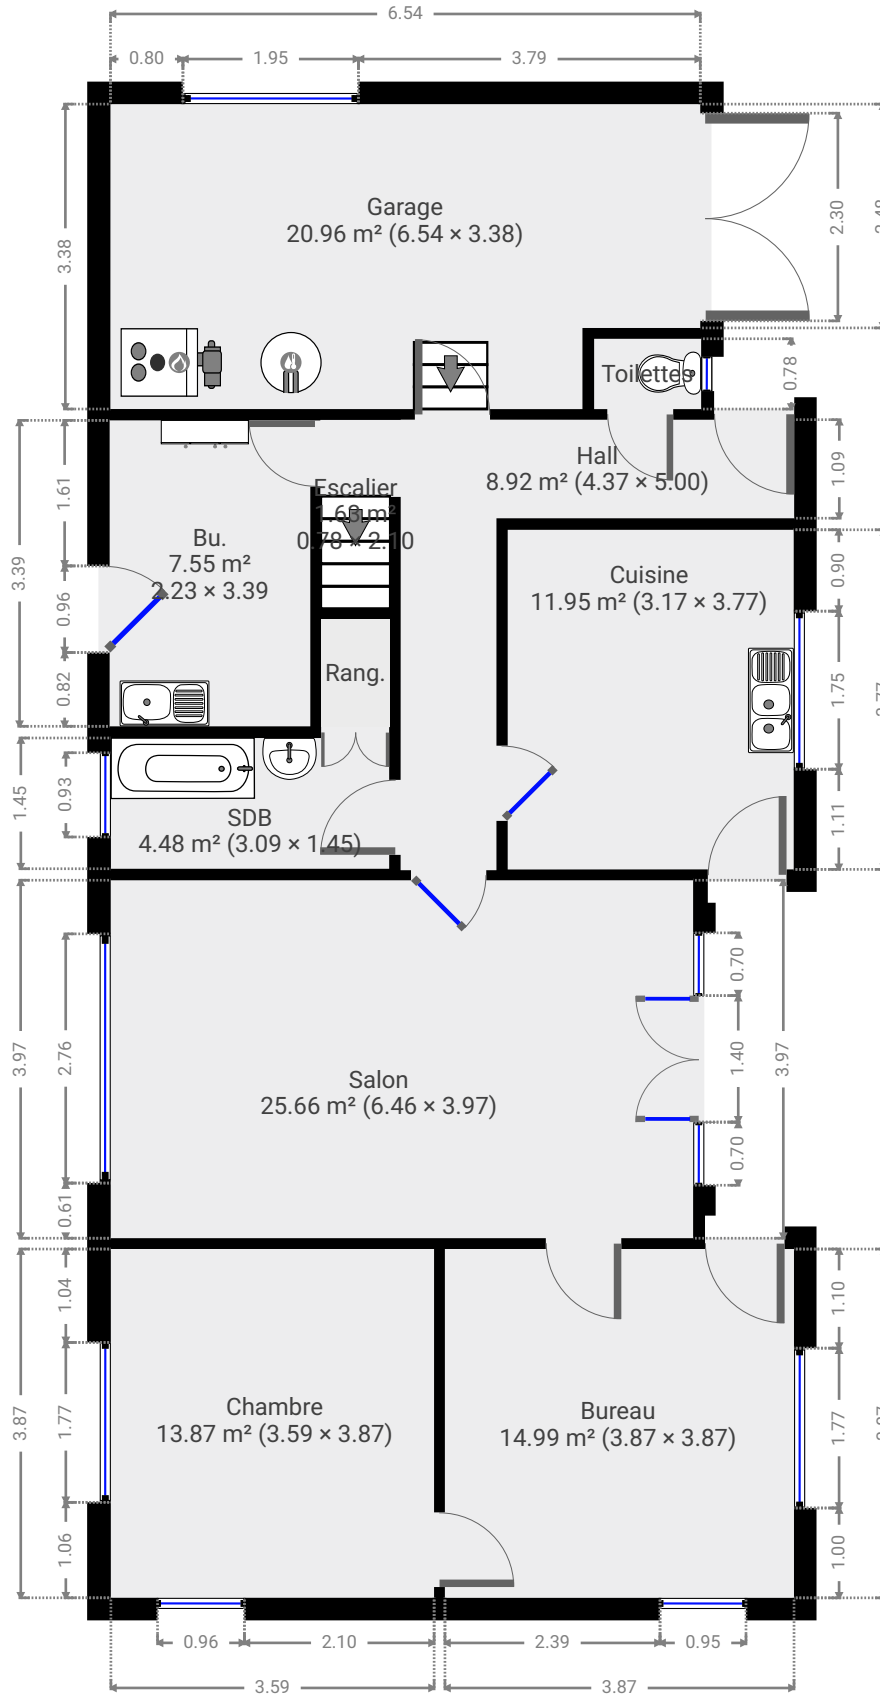 6.54
0.80 1.95 3.79
3.38
Garage
20.96 m² (6.54 × 3.38)
2.30
Toilettes
0.78
Hall
8.92 m² (4.37 × 5.00)
1.09
1.61
Escalier
1.63 m²
0.78 × 2.10
Bu.
7.55 m²
2.23 × 3.39
3.39
0.96
0.82
Cuisine
11.95 m² (3.17 × 3.77)
0.90
1.75
1.11
Rang.
1.45
0.93
SDB
4.48 m² (3.09 × 1.45)
3.97
2.76
0.61
Salon
25.66 m² (6.46 × 3.97)
0.70
1.40
0.70
3.97
3.87
1.04
1.77
1.06
Chambre
13.87 m² (3.59 × 3.87)
Bureau
14.99 m² (3.87 × 3.87)
1.10
1.77
1.00
0.96 2.10 2.39 0.95
3.59 3.87